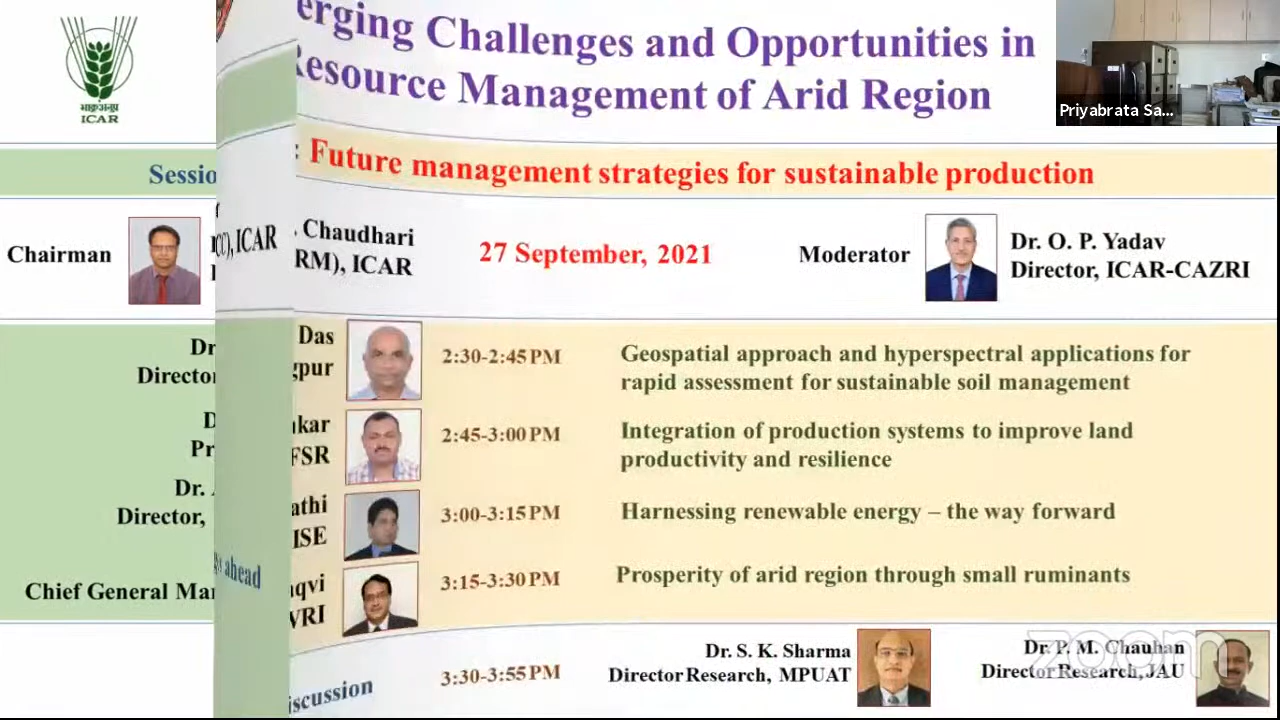 erging Challenges and Opportunities in
Resource Management of Arid Region
Priyabrata Sa...
भाकृअनुप
ICAR
Sessio
: Future management strategies for sustainable production
Chairman
C), ICAR
. Chaudhari
RM), ICAR
27 September, 2021
Moderator
Dr. O. P. Yadav
Director, ICAR-CAZRI
Dr
Director
Das
gpur
2:30-2:45 PM
Geospatial approach and hyperspectral applications for
rapid assessment for sustainable soil management
D
Pr
kar
FSR
2:45-3:00 PM
Integration of production systems to improve land
productivity and resilience
Dr.
Director,
athi
ISE
3:00-3:15 PM
Harnessing renewable energy – the way forward
ahead
Chief General Ma
qvi
VRI
3:15-3:30 PM
Prosperity of arid region through small ruminants
iscussion
3:30-3:55 PM
Dr. S. K. Sharma
Director Research, MPUAT
Dr. P. M. Chauhan
Director Research, JAU
zoom